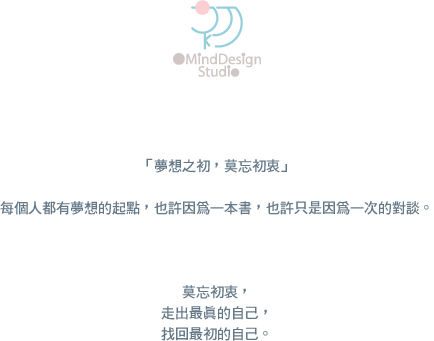 MindDesign
Studio
「夢想之初，莫忘初衷」
每個人都有夢想的起點，也許因爲一本書，也許只是因爲一次的對談。
莫忘初衷，
走出最眞的自己，
找回最初的自己。